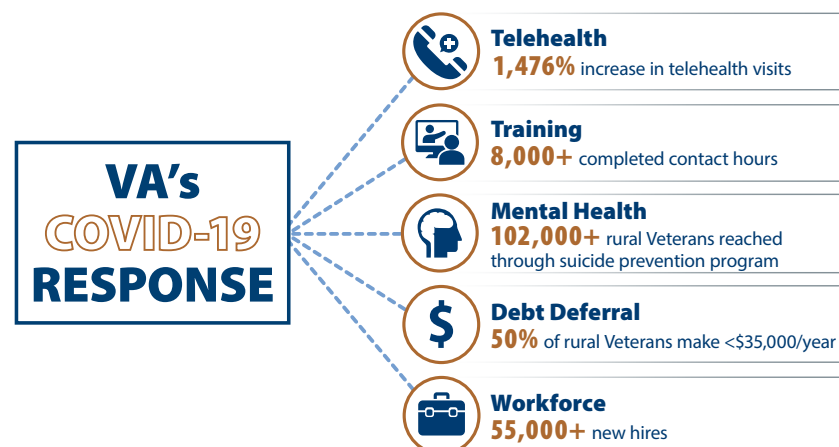 VA's
COVID-19
RESPONSE
Telehealth
1,476% increase in telehealth visits
Training
8,000+ completed contact hours
Mental Health
102,000+ rural Veterans reached
through suicide prevention program
$
Debt Deferral
50% of rural Veterans make <$35,000/year
Workforce
55,000+ new hires